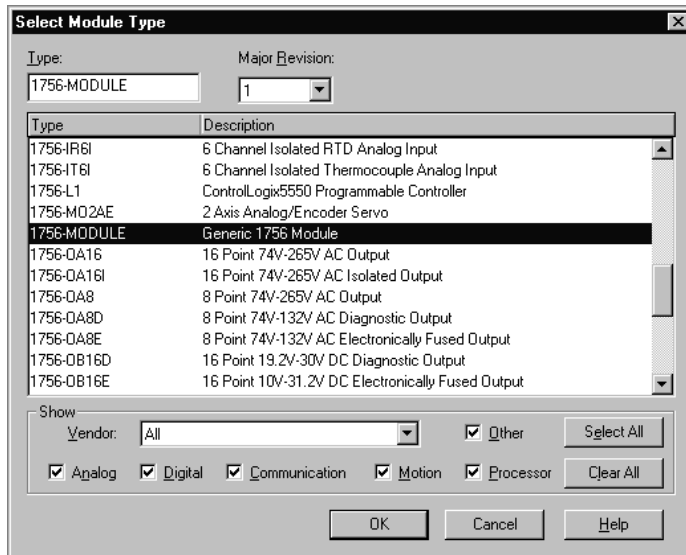 Select Module Type
Type: Major Revision:
1756-MODULE 1
Type Description
1756-IR6I 6 Channel Isolated RTD Analog Input
1756-IT6I 6 Channel Isolated Thermocouple Analog Input
1756-L1 ControlLogix5550 Programmable Controller
1756-MO2AE 2 Axis Analog/Encoder Servo
1756-MODULE Generic 1756 Module
1756-OA16 16 Point 74V-265V AC Output
1756-OA16I 16 Point 74V-265V AC Isolated Output
1756-OA8 8 Point 74V-265V AC Output
1756-OA8D 8 Point 74V-132V AC Diagnostic Output
1756-OA8E 8 Point 74V-132V AC Electronically Fused Output
1756-OB16D 16 Point 19.2V-30V DC Diagnostic Output
1756-OB16E 16 Point 10V-31.2V DC Electronically Fused Output
Show
Vendor: All Other Select All
Analog Digital Communication Motion Processor Clear All
OK Cancel Help